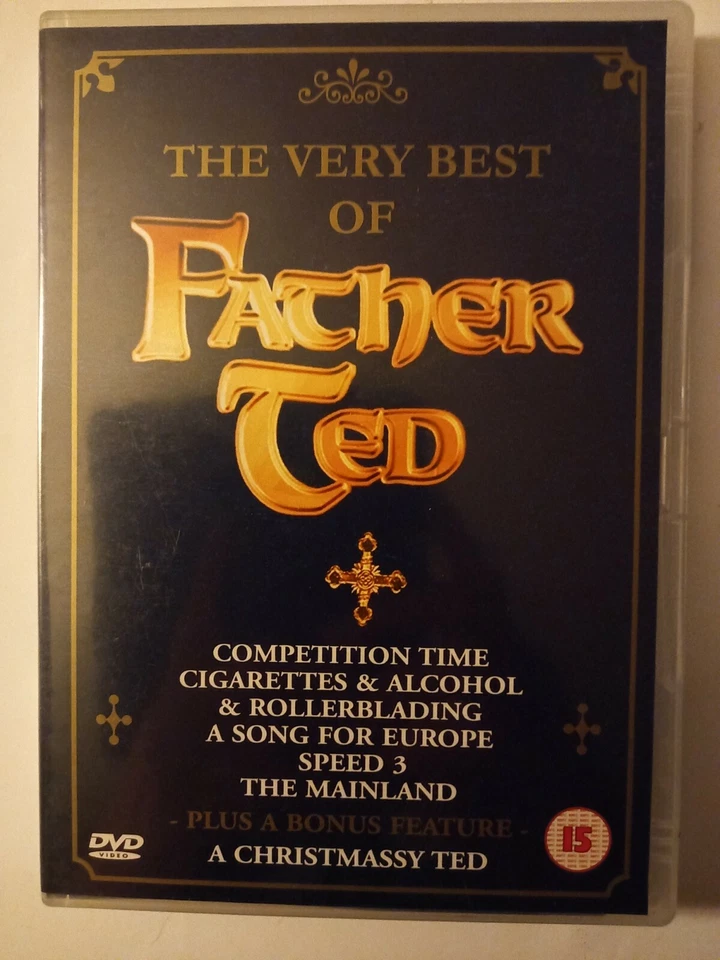 THE VERY BEST
OF
FATHER
TED
COMPETITION TIME
CIGARETTES & ALCOHOL
& ROLLERBLADING
A SONG FOR EUROPE
SPEED 3
THE MAINLAND
- PLUS A BONUS FEATURE -
A CHRISTMASSY TED
DVD
VIDEO
15